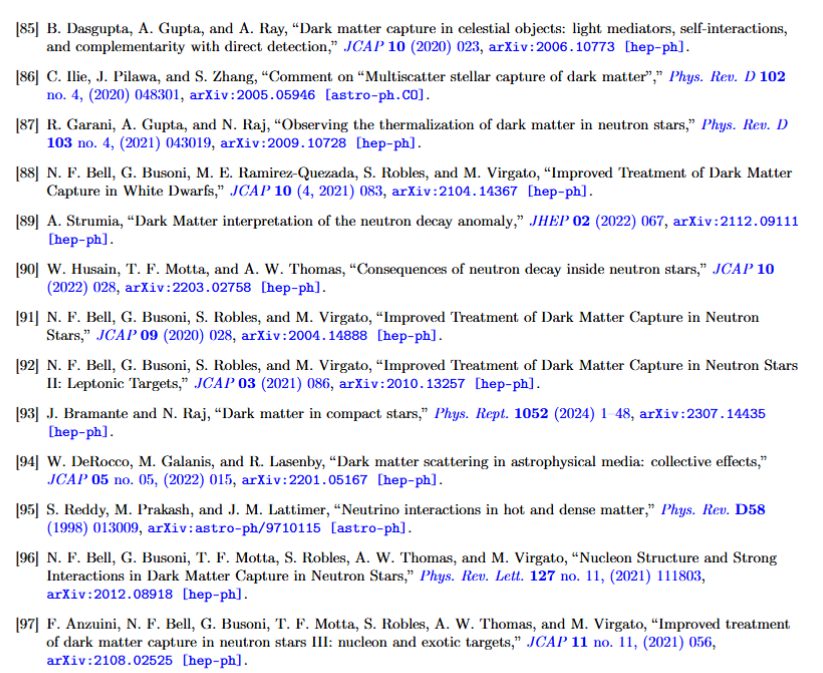 [85] B. Dasgupta, A. Gupta, and A. Ray, “Dark matter capture in celestial objects: light mediators, self-interactions,
and complementarity with direct detection,” JCAP 10 (2020) 023, arXiv:2006.10773 [hep-ph].
[86] C. Ilie, J. Pilawa, and S. Zhang, “Comment on “Multiscatter stellar capture of dark matter”,” Phys. Rev. D 102
no. 4, (2020) 048301, arXiv:2005.05946 [astro-ph.CO].
[87] R. Garani, A. Gupta, and N. Raj, “Observing the thermalization of dark matter in neutron stars,” Phys. Rev. D
103 no. 4, (2021) 043019, arXiv:2009.10728 [hep-ph].
[88] N. F. Bell, G. Busoni, M. E. Ramirez-Quezada, S. Robles, and M. Virgato, “Improved Treatment of Dark Matter
Capture in White Dwarfs,” JCAP 10 (4, 2021) 083, arXiv:2104.14367 [hep-ph].
[89] A. Strumia, “Dark Matter interpretation of the neutron decay anomaly,” JHEP 02 (2022) 067, arXiv:2112.09111
[hep-ph].
[90] W. Husain, T. F. Motta, and A. W. Thomas, “Consequences of neutron decay inside neutron stars,” JCAP 10
(2022) 028, arXiv:2203.02758 [hep-ph].
[91] N. F. Bell, G. Busoni, S. Robles, and M. Virgato, “Improved Treatment of Dark Matter Capture in Neutron
Stars,” JCAP 09 (2020) 028, arXiv:2004.14888 [hep-ph].
[92] N. F. Bell, G. Busoni, S. Robles, and M. Virgato, “Improved Treatment of Dark Matter Capture in Neutron Stars
II: Leptonic Targets,” JCAP 03 (2021) 086, arXiv:2010.13257 [hep-ph].
[93] J. Bramante and N. Raj, “Dark matter in compact stars,” Phys. Rept. 1052 (2024) 1–48, arXiv:2307.14435
[hep-ph].
[94] W. DeRocco, M. Galanis, and R. Lasenby, “Dark matter scattering in astrophysical media: collective effects,”
JCAP 05 no. 05, (2022) 015, arXiv:2201.05167 [hep-ph].
[95] S. Reddy, M. Prakash, and J. M. Lattimer, “Neutrino interactions in hot and dense matter,” Phys. Rev. D58
(1998) 013009, arXiv:astro-ph/9710115 [astro-ph].
[96] N. F. Bell, G. Busoni, T. F. Motta, S. Robles, A. W. Thomas, and M. Virgato, “Nucleon Structure and Strong
Interactions in Dark Matter Capture in Neutron Stars,” Phys. Rev. Lett. 127 no. 11, (2021) 111803,
arXiv:2012.08918 [hep-ph].
[97] F. Anzuini, N. F. Bell, G. Busoni, T. F. Motta, S. Robles, A. W. Thomas, and M. Virgato, “Improved treatment
of dark matter capture in neutron stars III: nucleon and exotic targets,” JCAP 11 no. 11, (2021) 056,
arXiv:2108.02525 [hep-ph].